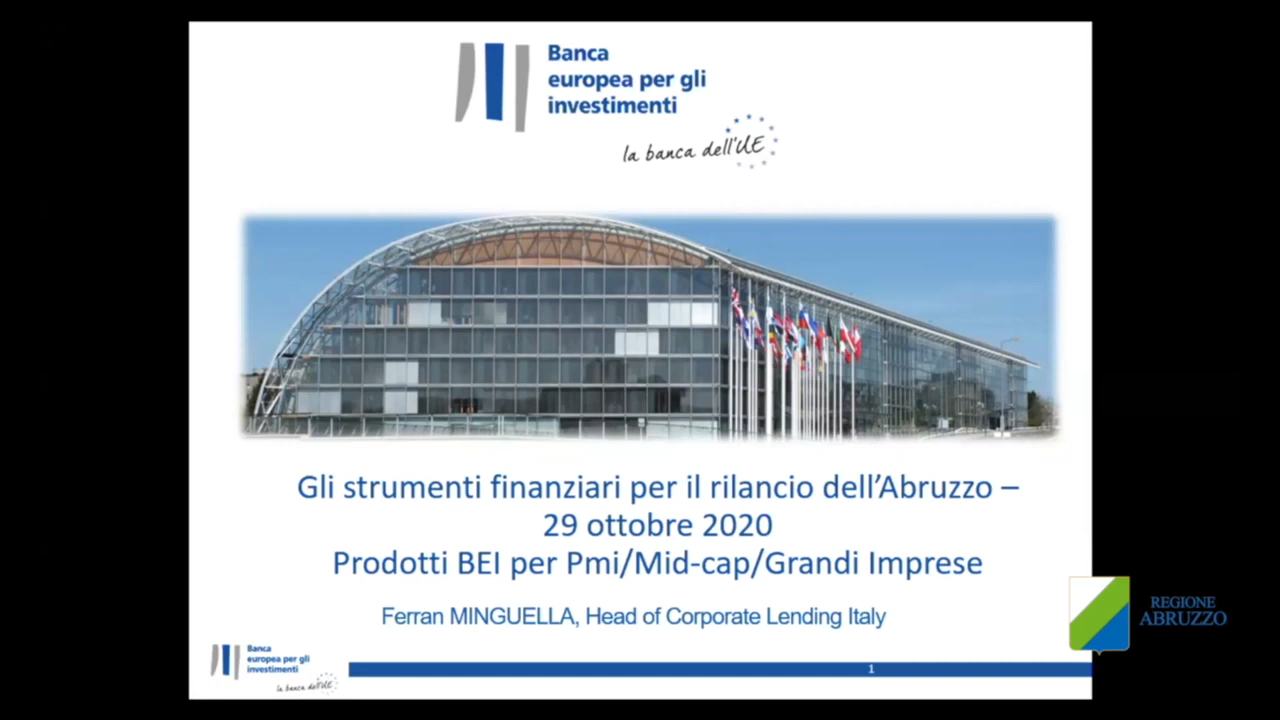 Banca
europea per gli
investimenti
la banca dell'UE
Gli strumenti finanziari per il rilancio dell'Abruzzo –
29 ottobre 2020
Prodotti BEI per Pmi/Mid-cap/Grandi Imprese
Ferran MINGUELLA, Head of Corporate Lending Italy
REGIONE
ABRUZZO
Banca
europea per gli
investimenti
la banca dell'UE
1